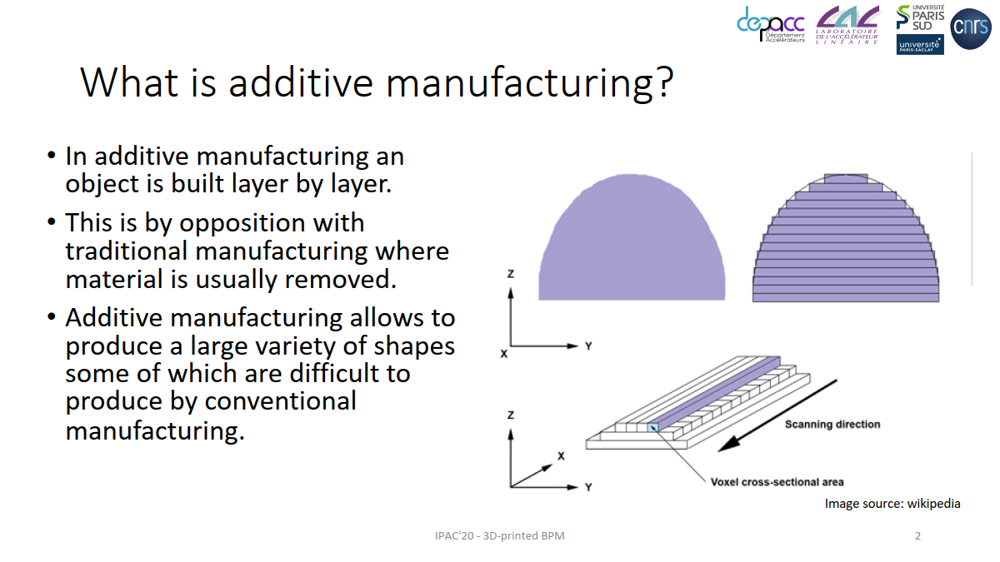 depacc
Département
Accélérateurs
LAL
LABORATOIRE
DE L'ACCÉLÉRATEUR
LINÉAIRE
UNIVERSITÉ
PARIS
SUD
université
PARIS-SACLAY
cnrs
What is additive manufacturing?
• In additive manufacturing an
object is built layer by layer.
• This is by opposition with
traditional manufacturing where
material is usually removed.
• Additive manufacturing allows to
produce a large variety of shapes
some of which are difficult to
produce by conventional
manufacturing.
Z
X
Y
Z
X
Y
Scanning direction
Voxel cross-sectional area
Image source: wikipedia
IPAC'20 - 3D-printed BPM
2